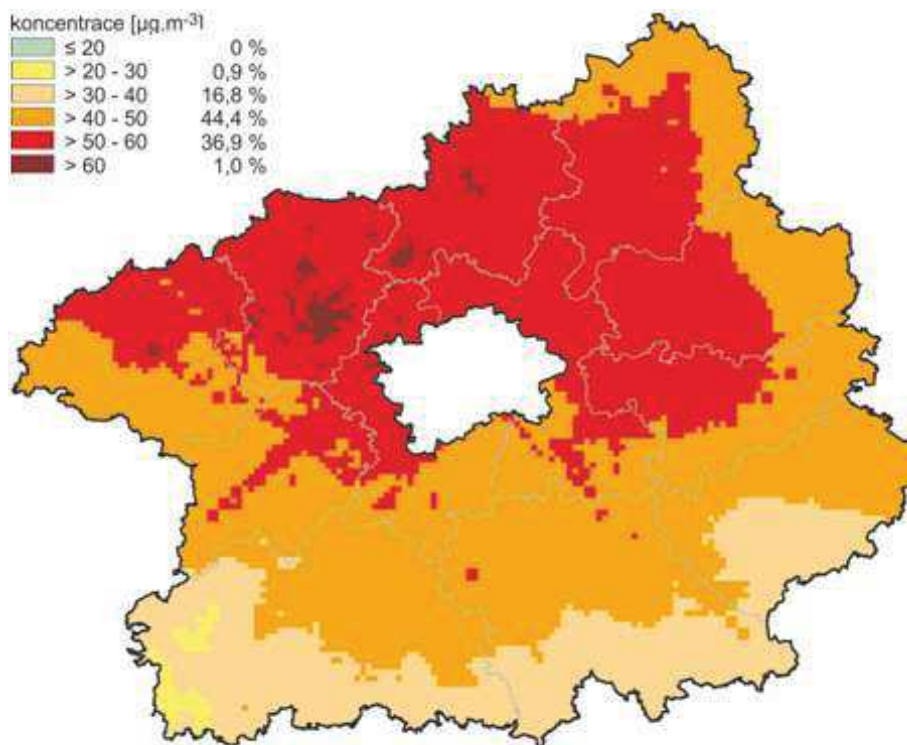 koncentrace [µg.m⁻³]
≤ 20 0 %
> 20 - 30 0,9 %
> 30 - 40 16,8 %
> 40 - 50 44,4 %
> 50 - 60 36,9 %
> 60 1,0 %